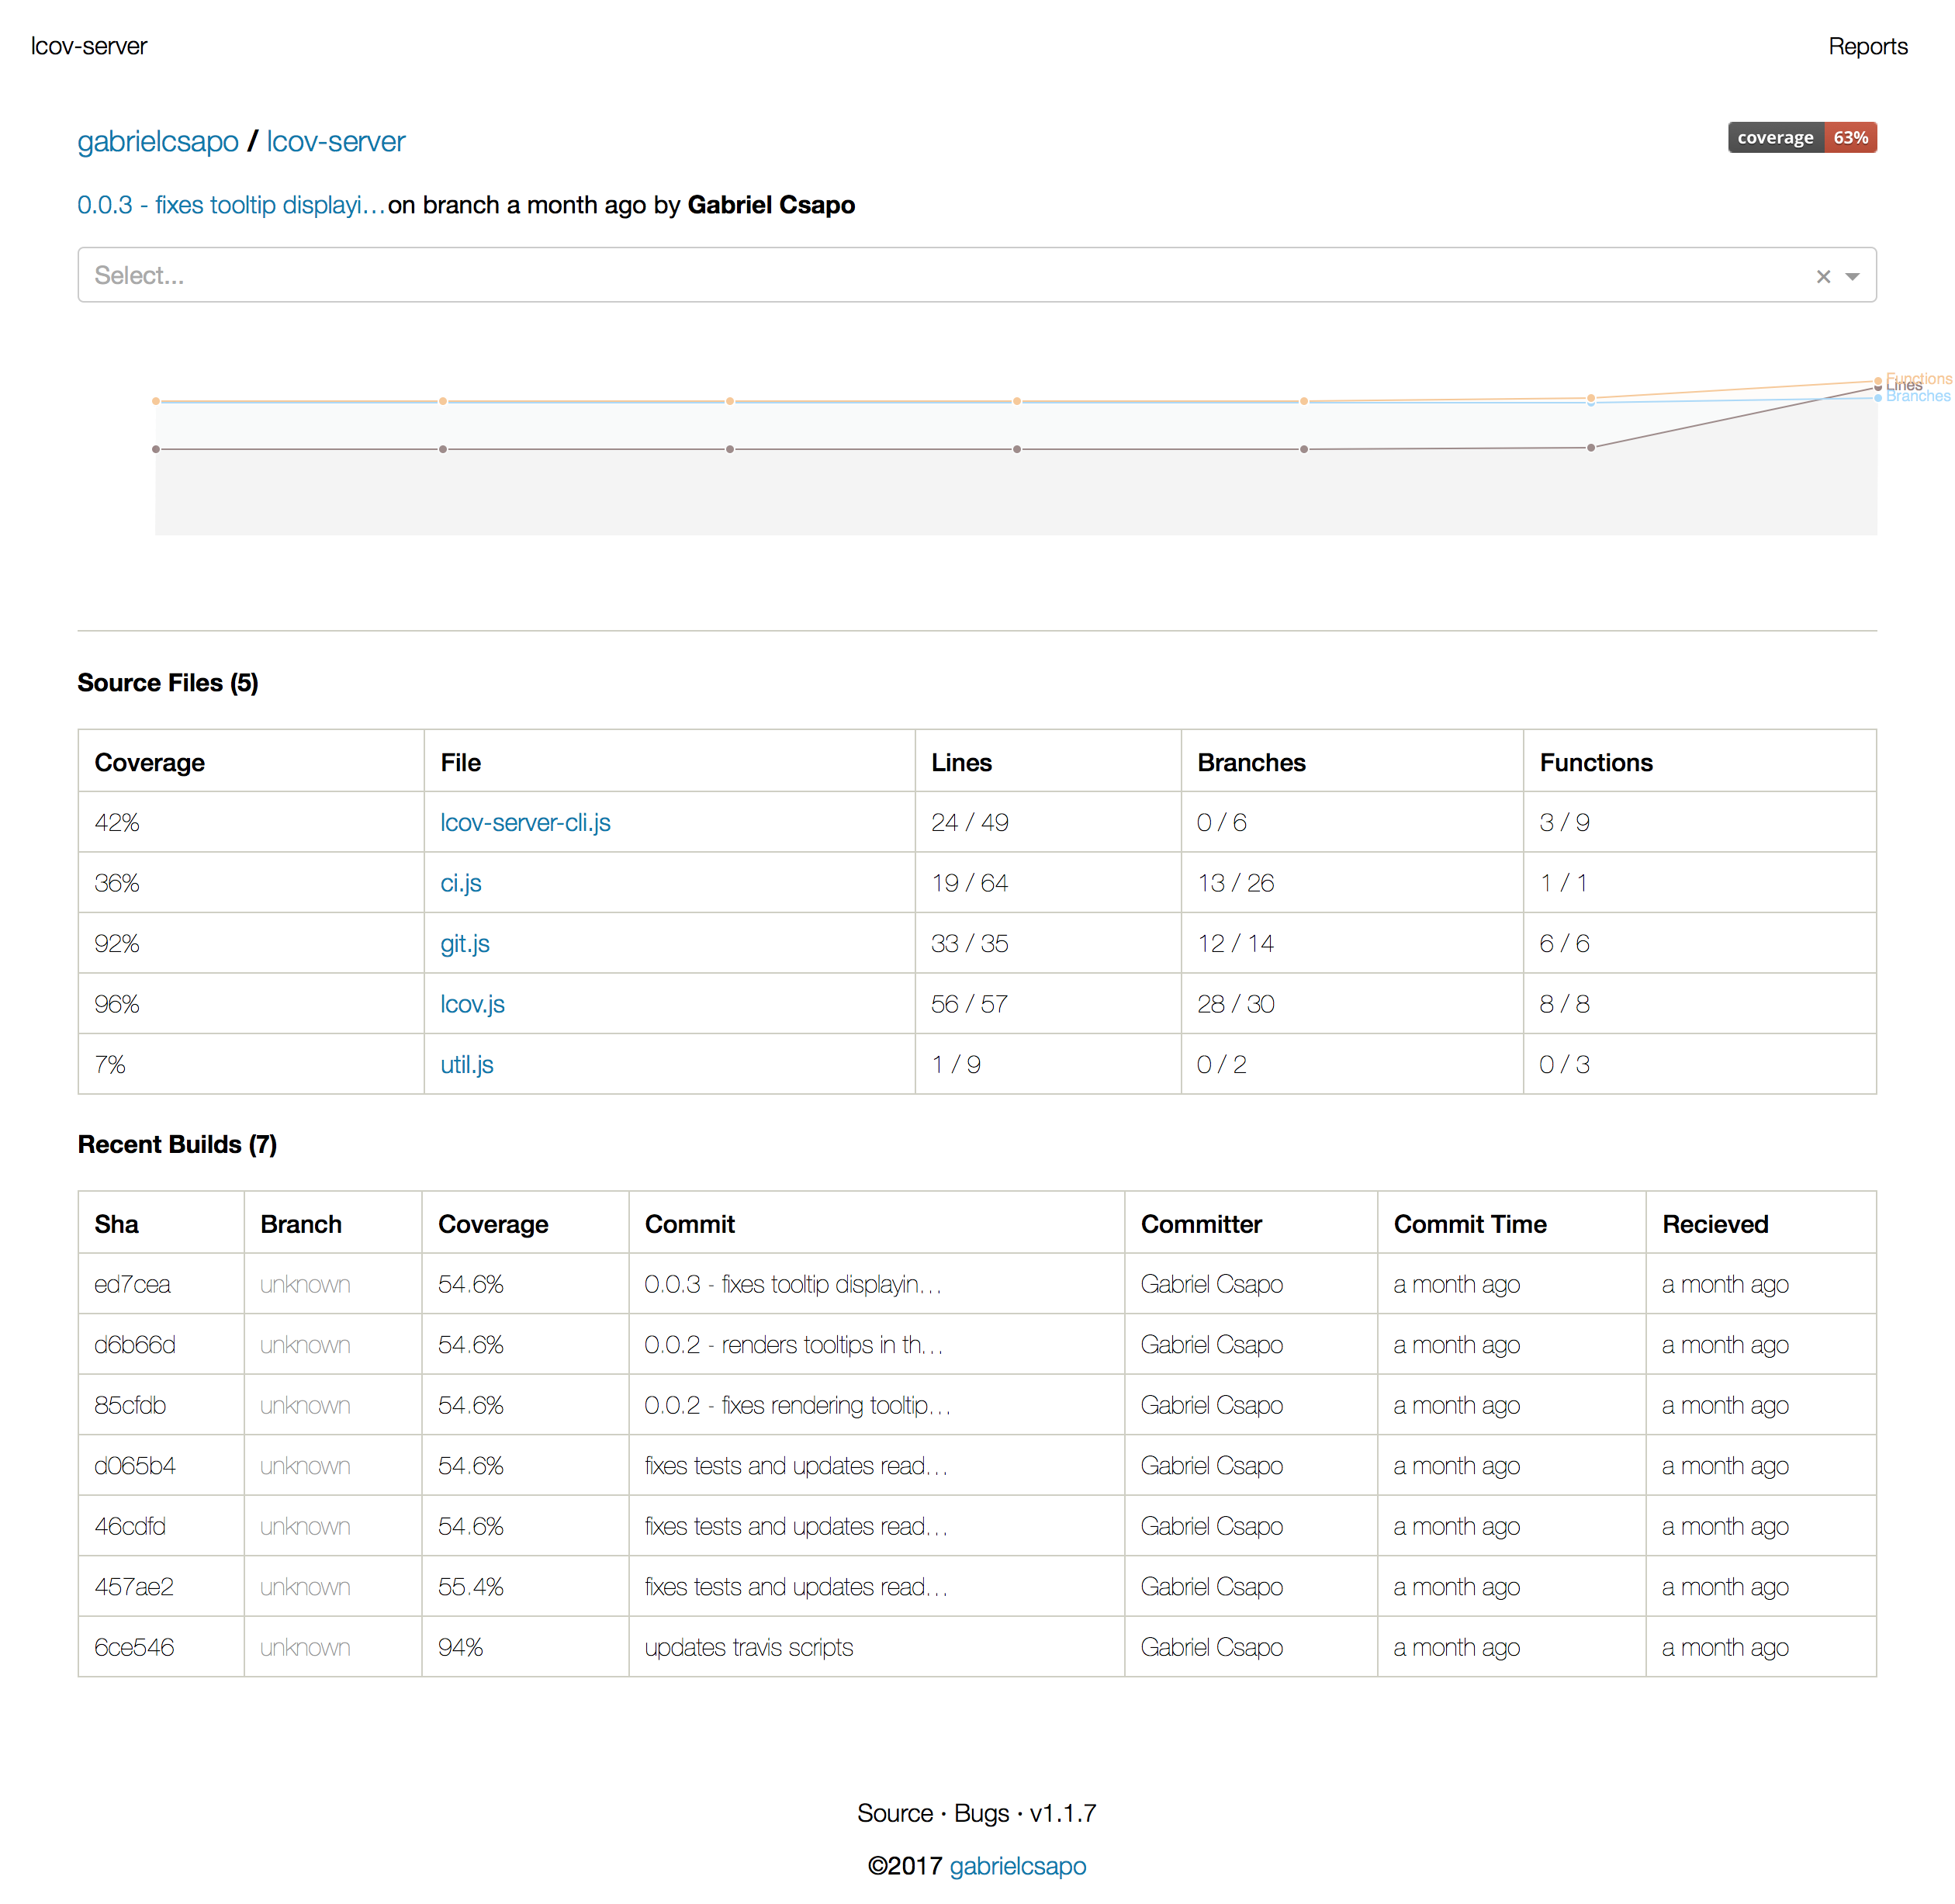 lcov-server Reports
gabrielcsapo / lcov-server coverage 63%
0.0.3 - fixes tooltip displayi... on branch a month ago by Gabriel Csapo
Select...
Functions
Lines
Branches
Source Files (5)
Coverage File Lines Branches Functions
42% lcov-server-cli.js 24 / 49 0 / 6 3 / 9
36% ci.js 19 / 64 13 / 26 1 / 1
92% git.js 33 / 35 12 / 14 6 / 6
96% lcov.js 56 / 57 28 / 30 8 / 8
7% util.js 1 / 9 0 / 2 0 / 3
Recent Builds (7)
Sha Branch Coverage Commit Committer Commit Time Recieved
ed7cea unknown 54.6% 0.0.3 - fixes tooltip displayin... Gabriel Csapo a month ago a month ago
d6b66d unknown 54.6% 0.0.2 - renders tooltips in th... Gabriel Csapo a month ago a month ago
85cfdb unknown 54.6% 0.0.2 - fixes rendering tooltip... Gabriel Csapo a month ago a month ago
d065b4 unknown 54.6% fixes tests and updates read... Gabriel Csapo a month ago a month ago
46cdfd unknown 54.6% fixes tests and updates read... Gabriel Csapo a month ago a month ago
457ae2 unknown 55.4% fixes tests and updates read... Gabriel Csapo a month ago a month ago
6ce546 unknown 94% updates travis scripts Gabriel Csapo a month ago a month ago
Source · Bugs · v1.1.7
©2017 gabrielcsapo